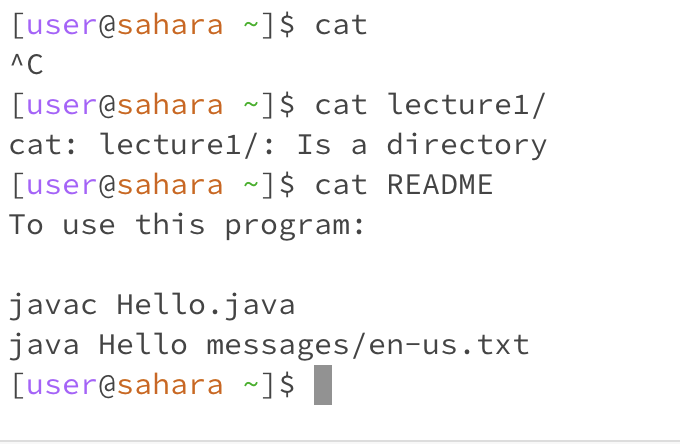 [user@sahara ~]$ cat
^C
[user@sahara ~]$ cat lecture1/
cat: lecture1/: Is a directory
[user@sahara ~]$ cat README
To use this program:

javac Hello.java
java Hello messages/en-us.txt
[user@sahara ~]$